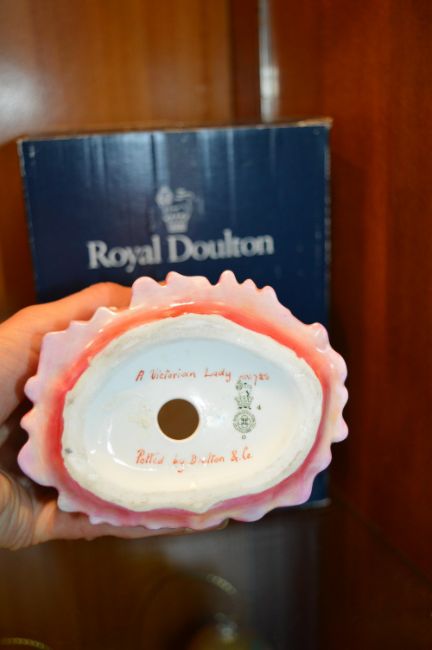 Royal Doulton
A Victorian Lady
Potted by Doulton & Co.